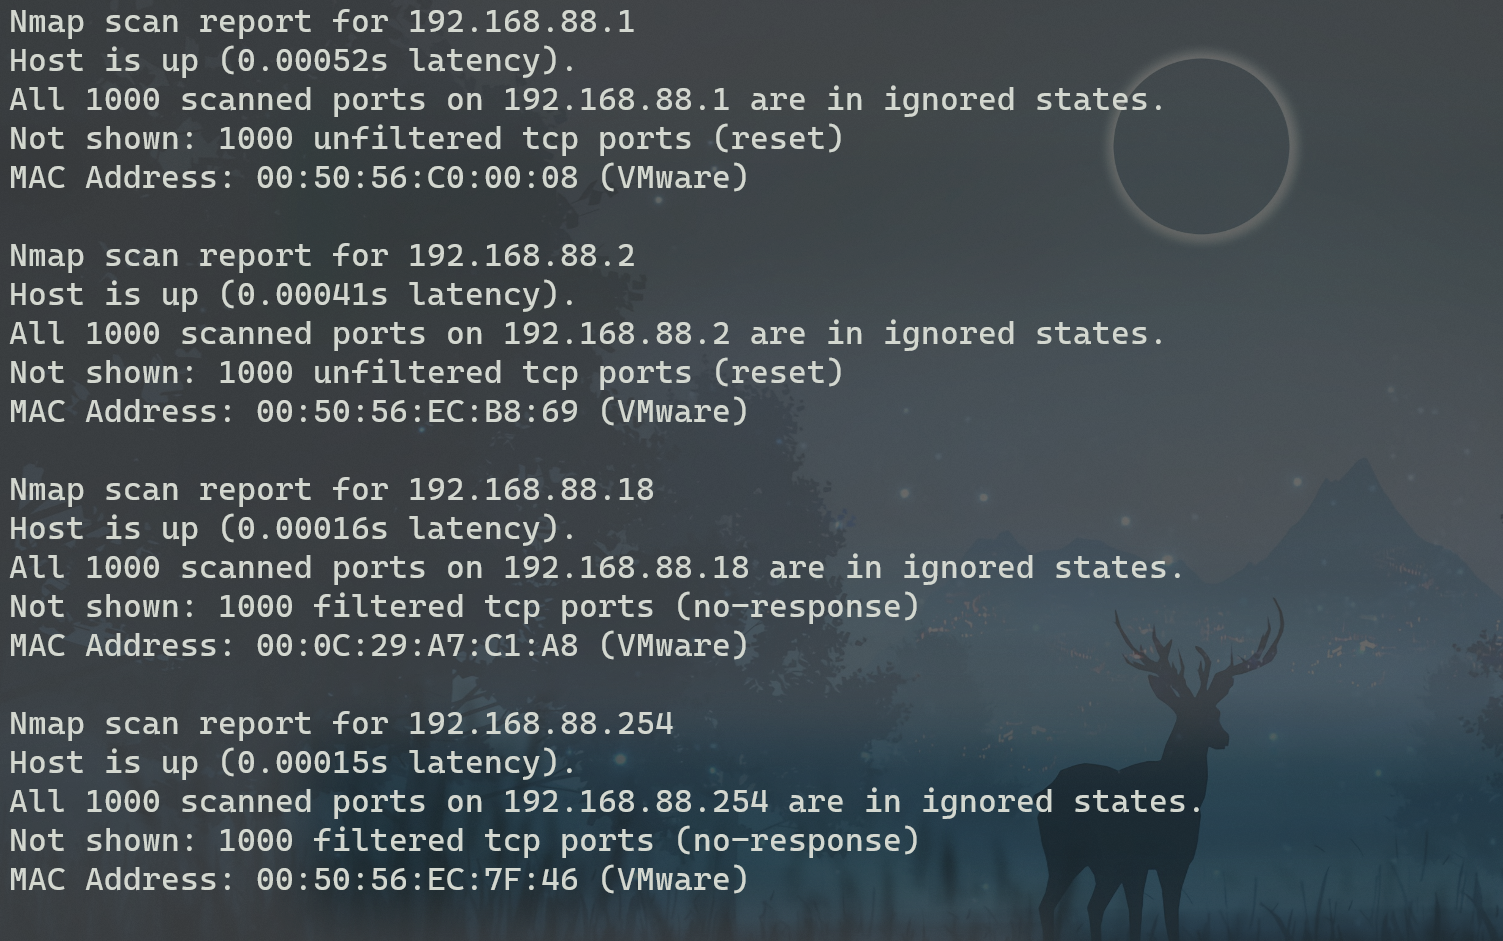 Nmap scan report for 192.168.88.1
Host is up (0.00052s latency).
All 1000 scanned ports on 192.168.88.1 are in ignored states.
Not shown: 1000 unfiltered tcp ports (reset)
MAC Address: 00:50:56:C0:00:08 (VMware)
Nmap scan report for 192.168.88.2
Host is up (0.00041s latency).
All 1000 scanned ports on 192.168.88.2 are in ignored states.
Not shown: 1000 unfiltered tcp ports (reset)
MAC Address: 00:50:56:EC:B8:69 (VMware)
Nmap scan report for 192.168.88.18
Host is up (0.00016s latency).
All 1000 scanned ports on 192.168.88.18 are in ignored states.
Not shown: 1000 filtered tcp ports (no-response)
MAC Address: 00:0C:29:A7:C1:A8 (VMware)
Nmap scan report for 192.168.88.254
Host is up (0.00015s latency).
All 1000 scanned ports on 192.168.88.254 are in ignored states.
Not shown: 1000 filtered tcp ports (no-response)
MAC Address: 00:50:56:EC:7F:46 (VMware)